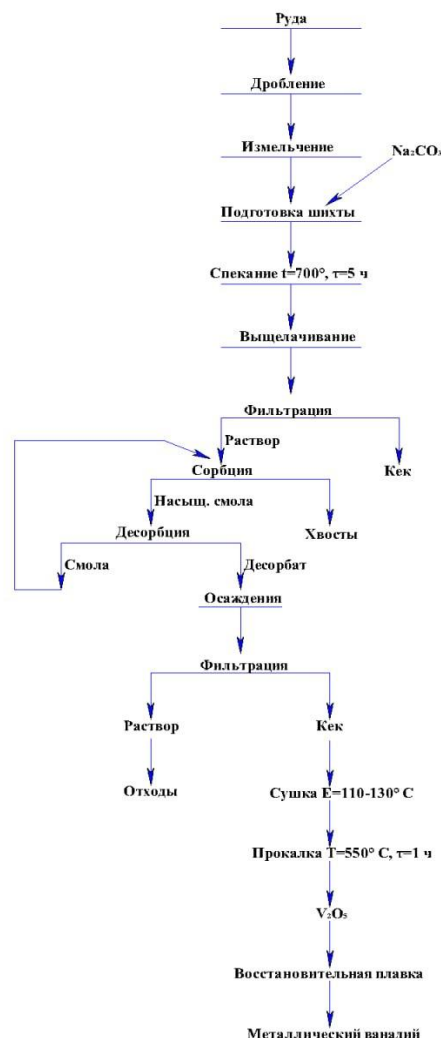 Руда
Дробление
Измельчение
Na₂CO₃
Подготовка шихты
Спекание t=700°, τ=5 ч
Выщелачивание
Фильтрация
Раствор
Сорбция
Кек
Насыщ. смола
Десорбция
Хвосты
Смола
Десорбат
Осаждения
Фильтрация
Раствор
Кек
Отходы
Сушка E=110-130° C
Прокалка T=550° C, τ=1 ч
V₂O₅
Восстановительная плавка
Металлический ванадий